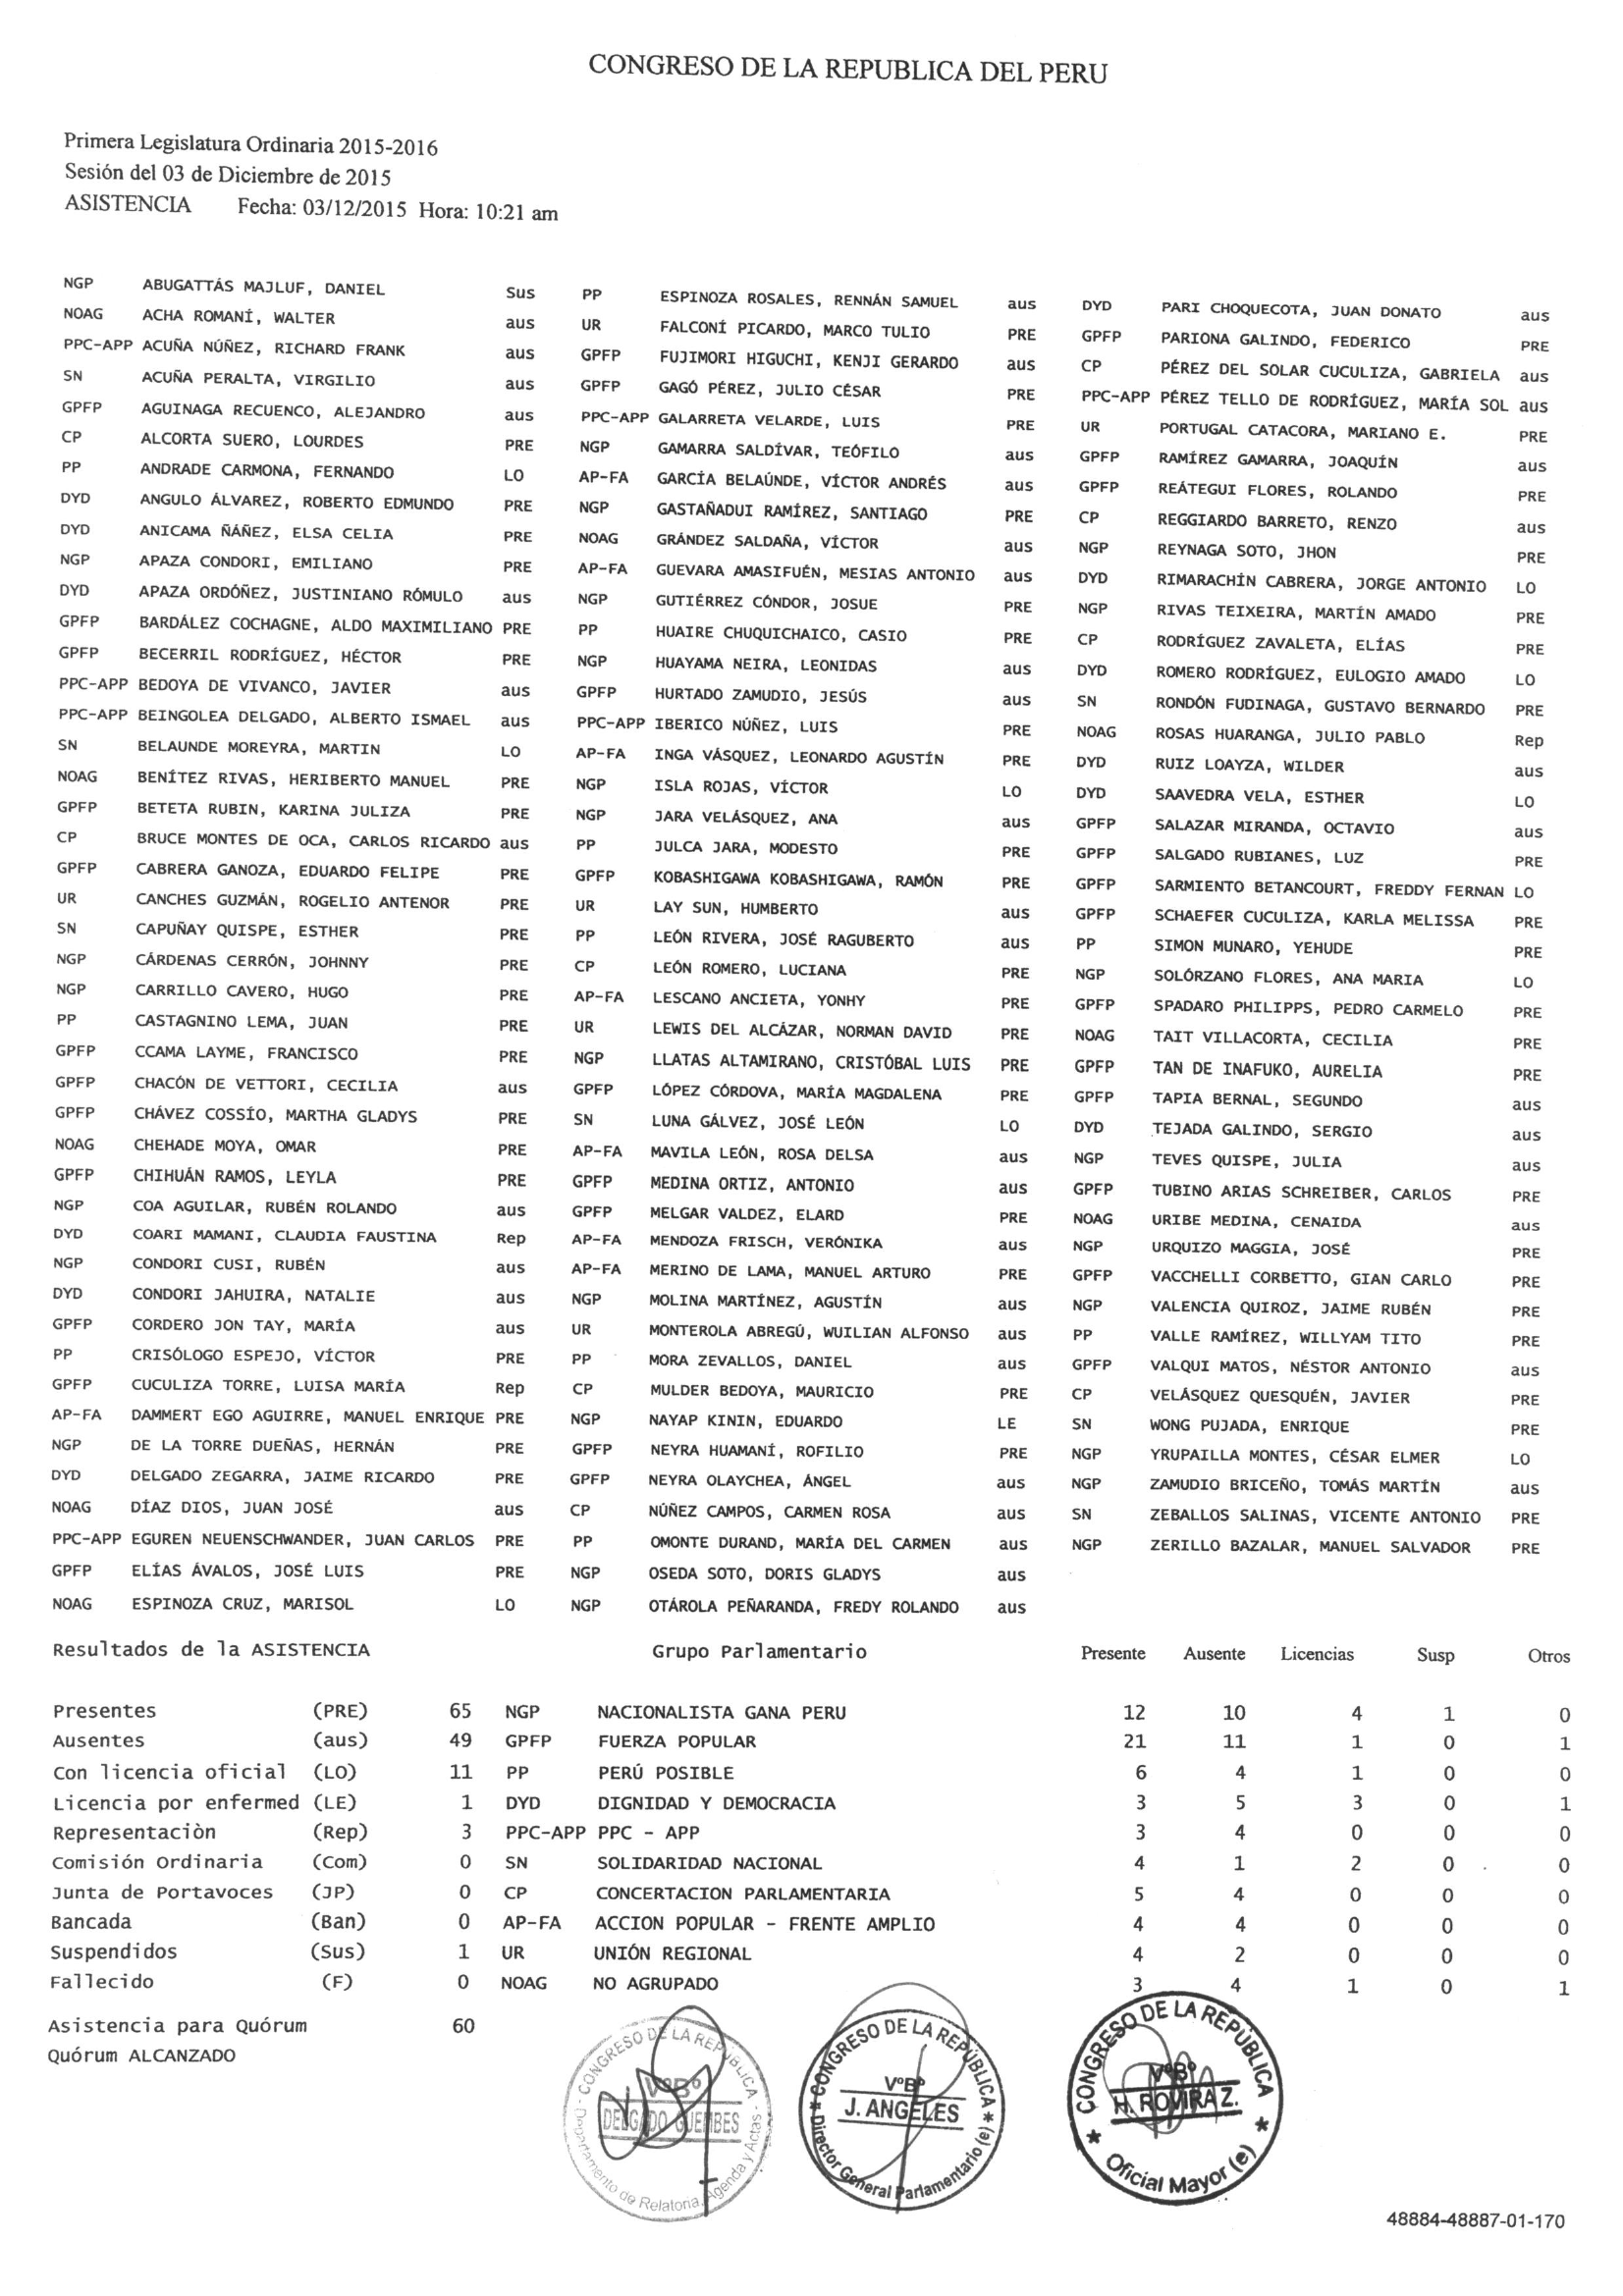 CONGRESO DE LA REPUBLICA DEL PERU
Primera Legislatura Ordinaria 2015-2016
Sesión del 03 de Diciembre de 2015
ASISTENCIA Fecha: 03/12/2015 Hora: 10:21 am
NGP ABUGATTÁS MAJLUF, DANIEL Sus PP ESPINOZA ROSALES, RENNÁN SAMUEL aus DYD PARI CHOQUECOTA, JUAN DONATO aus
NOAG ACHA ROMANÍ, WALTER aus UR FALCONÍ PICARDO, MARCO TULIO PRE GPFP PARIONA GALINDO, FEDERICO PRE
PPC-APP ACUÑA NÚÑEZ, RICHARD FRANK aus GPFP FUJIMORI HIGUCHI, KENJI GERARDO aus CP PÉREZ DEL SOLAR CUCULIZA, GABRIELA aus
SN ACUÑA PERALTA, VIRGILIO aus GPFP GAGÓ PÉREZ, JULIO CÉSAR PRE PPC-APP PÉREZ TELLO DE RODRÍGUEZ, MARÍA SOL aus
GPFP AGUINAGA RECUENCO, ALEJANDRO aus PPC-APP GALARRETA VELARDE, LUIS PRE UR PORTUGAL CATACORA, MARIANO E. PRE
CP ALCORTA SUERO, LOURDES PRE NGP GAMARRA SALDÍVAR, TEÓFILO aus GPFP RAMÍREZ GAMARRA, JOAQUÍN aus
PP ANDRADE CARMONA, FERNANDO LO AP-FA GARCÍA BELAÚNDE, VÍCTOR ANDRÉS aus GPFP REÁTEGUI FLORES, ROLANDO PRE
DYD ANGULO ÁLVAREZ, ROBERTO EDMUNDO PRE NGP GASTAÑADUI RAMÍREZ, SANTIAGO PRE CP REGGIARDO BARRETO, RENZO aus
DYD ANICAMA ÑÁÑEZ, ELSA CELIA PRE NOAG GRÁNDEZ SALDAÑA, VÍCTOR aus NGP REYNAGA SOTO, JHON PRE
NGP APAZA CONDORI, EMILIANO PRE AP-FA GUEVARA AMASIFUÉN, MESIAS ANTONIO aus DYD RIMARACHÍN CABRERA, JORGE ANTONIO LO
DYD APAZA ORDÓÑEZ, JUSTINIANO RÓMULO aus NGP GUTIÉRREZ CÓNDOR, JOSUE PRE NGP RIVAS TEIXEIRA, MARTÍN AMADO PRE
GPFP BARDÁLEZ COCHAGNE, ALDO MAXIMILIANO PRE PP HUAIRE CHUQUICHAICO, CASIO PRE CP RODRÍGUEZ ZAVALETA, ELÍAS PRE
GPFP BECERRIL RODRÍGUEZ, HÉCTOR PRE NGP HUAYAMA NEIRA, LEONIDAS aus DYD ROMERO RODRÍGUEZ, EULOGIO AMADO LO
PPC-APP BEDOYA DE VIVANCO, JAVIER aus GPFP HURTADO ZAMUDIO, JESÚS aus SN RONDÓN FUDINAGA, GUSTAVO BERNARDO PRE
PPC-APP BEINGOLEA DELGADO, ALBERTO ISMAEL aus PPC-APP IBERICO NÚÑEZ, LUIS PRE NOAG ROSAS HUARANGA, JULIO PABLO Rep
SN BELAUNDE MOREYRA, MARTIN LO AP-FA INGA VÁSQUEZ, LEONARDO AGUSTÍN PRE DYD RUIZ LOAYZA, WILDER aus
NOAG BENÍTEZ RIVAS, HERIBERTO MANUEL PRE NGP ISLA ROJAS, VÍCTOR LO DYD SAAVEDRA VELA, ESTHER LO
GPFP BETETA RUBIN, KARINA JULIZA PRE NGP JARA VELÁSQUEZ, ANA aus GPFP SALAZAR MIRANDA, OCTAVIO aus
CP BRUCE MONTES DE OCA, CARLOS RICARDO aus PP JULCA JARA, MODESTO PRE GPFP SALGADO RUBIANES, LUZ PRE
GPFP CABRERA GANOZA, EDUARDO FELIPE PRE GPFP KOBASHIGAWA KOBASHIGAWA, RAMÓN PRE GPFP SARMIENTO BETANCOURT, FREDDY FERNAN LO
UR CANCHES GUZMÁN, ROGELIO ANTENOR PRE UR LAY SUN, HUMBERTO aus GPFP SCHAEFER CUCULIZA, KARLA MELISSA PRE
SN CAPUÑAY QUISPE, ESTHER PRE PP LEÓN RIVERA, JOSÉ RAGUBERTO aus PP SIMON MUNARO, YEHUDE PRE
NGP CÁRDENAS CERRÓN, JOHNNY PRE CP LEÓN ROMERO, LUCIANA PRE NGP SOLÓRZANO FLORES, ANA MARIA LO
NGP CARRILLO CAVERO, HUGO PRE AP-FA LESCANO ANCIETA, YONHY PRE GPFP SPADARO PHILIPPS, PEDRO CARMELO PRE
PP CASTAGNINO LEMA, JUAN PRE UR LEWIS DEL ALCÁZAR, NORMAN DAVID PRE NOAG TAIT VILLACORTA, CECILIA PRE
GPFP CCAMA LAYME, FRANCISCO PRE NGP LLATAS ALTAMIRANO, CRISTÓBAL LUIS PRE GPFP TAN DE INAFUKO, AURELIA PRE
GPFP CHACÓN DE VETTORI, CECILIA aus GPFP LÓPEZ CÓRDOVA, MARÍA MAGDALENA PRE GPFP TAPIA BERNAL, SEGUNDO aus
GPFP CHÁVEZ COSSÍO, MARTHA GLADYS PRE SN LUNA GÁLVEZ, JOSÉ LEÓN LO DYD TEJADA GALINDO, SERGIO aus
NOAG CHEHADE MOYA, OMAR PRE AP-FA MAVILA LEÓN, ROSA DELSA aus NGP TEVES QUISPE, JULIA aus
GPFP CHIHUÁN RAMOS, LEYLA PRE GPFP MEDINA ORTIZ, ANTONIO aus GPFP TUBINO ARIAS SCHREIBER, CARLOS PRE
NGP COA AGUILAR, RUBÉN ROLANDO aus GPFP MELGAR VALDEZ, ELARD PRE NOAG URIBE MEDINA, CENAIDA aus
DYD COARI MAMANI, CLAUDIA FAUSTINA Rep AP-FA MENDOZA FRISCH, VERÓNIKA aus NGP URQUIZO MAGGIA, JOSÉ PRE
NGP CONDORI CUSI, RUBÉN aus AP-FA MERINO DE LAMA, MANUEL ARTURO PRE GPFP VACCHELLI CORBETTO, GIAN CARLO PRE
DYD CONDORI JAHUIRA, NATALIE aus NGP MOLINA MARTÍNEZ, AGUSTÍN aus NGP VALENCIA QUIROZ, JAIME RUBÉN PRE
GPFP CORDERO JON TAY, MARÍA aus UR MONTEROLA ABREGÚ, WUILIAN ALFONSO aus PP VALLE RAMÍREZ, WILLYAM TITO PRE
PP CRISÓLOGO ESPEJO, VÍCTOR PRE PP MORA ZEVALLOS, DANIEL aus GPFP VALQUI MATOS, NÉSTOR ANTONIO aus
GPFP CUCULIZA TORRE, LUISA MARÍA Rep CP MULDER BEDOYA, MAURICIO PRE CP VELÁSQUEZ QUESQUÉN, JAVIER PRE
AP-FA DAMMERT EGO AGUIRRE, MANUEL ENRIQUE PRE NGP NAYAP KININ, EDUARDO LE SN WONG PUJADA, ENRIQUE PRE
NGP DE LA TORRE DUEÑAS, HERNÁN PRE GPFP NEYRA HUAMANÍ, ROFILIO PRE NGP YRUPAILLA MONTES, CÉSAR ELMER LO
DYD DELGADO ZEGARRA, JAIME RICARDO PRE GPFP NEYRA OLAYCHEA, ÁNGEL aus NGP ZAMUDIO BRICEÑO, TOMÁS MARTÍN aus
NOAG DÍAZ DIOS, JUAN JOSÉ aus CP NÚÑEZ CAMPOS, CARMEN ROSA aus SN ZEBALLOS SALINAS, VICENTE ANTONIO PRE
PPC-APP EGUREN NEUENSCHWANDER, JUAN CARLOS PRE PP OMONTE DURAND, MARÍA DEL CARMEN aus NGP ZERILLO BAZALAR, MANUEL SALVADOR PRE
GPFP ELÍAS ÁVALOS, JOSÉ LUIS PRE NGP OSEDA SOTO, DORIS GLADYS aus
NOAG ESPINOZA CRUZ, MARISOL LO NGP OTÁROLA PEÑARANDA, FREDY ROLANDO aus
Resultados de la ASISTENCIA Grupo Parlamentario Presente Ausente Licencias Susp Otros
Presentes (PRE) 65 NGP NACIONALISTA GANA PERU 12 10 4 1 0
Ausentes (aus) 49 GPFP FUERZA POPULAR 21 11 1 0 1
Con licencia oficial (LO) 11 PP PERÚ POSIBLE 6 4 1 0 0
Licencia por enfermed (LE) 1 DYD DIGNIDAD Y DEMOCRACIA 3 5 3 0 1
Representaciòn (Rep) 3 PPC-APP PPC - APP 3 4 0 0 0
Comisión Ordinaria (Com) 0 SN SOLIDARIDAD NACIONAL 4 1 2 0 0
Junta de Portavoces (JP) 0 CP CONCERTACION PARLAMENTARIA 5 4 0 0 0
Bancada (Ban) 0 AP-FA ACCION POPULAR - FRENTE AMPLIO 4 4 0 0 0
Suspendidos (Sus) 1 UR UNIÓN REGIONAL 4 2 0 0 0
Fallecido (F) 0 NOAG NO AGRUPADO 3 4 1 0 1
Asistencia para Quórum 60
Quórum ALCANZADO
- CONGRESO DE LA REPÚBLICA -
VºBº
DELGADO GUEMBES
Departamento de Relatoria, Agenda y Actas
* CONGRESO DE LA REPÚBLICA *
VºBº
J. ANGELES
Director General Parlamentario (e)
CONGRESO DE LA REPÚBLICA
VºBº
H. ROVIRA Z.
* Oficial Mayor (e) *
48884-48887-01-170